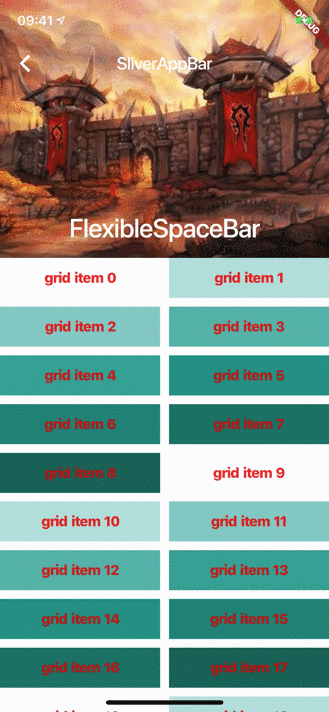 09:41
DEBUG
SliverAppBar
FlexibleSpaceBar
grid item 0
grid item 1
grid item 2
grid item 3
grid item 4
grid item 5
grid item 6
grid item 7
grid item 8
grid item 9
grid item 10
grid item 11
grid item 12
grid item 13
grid item 14
grid item 15
grid item 16
grid item 17